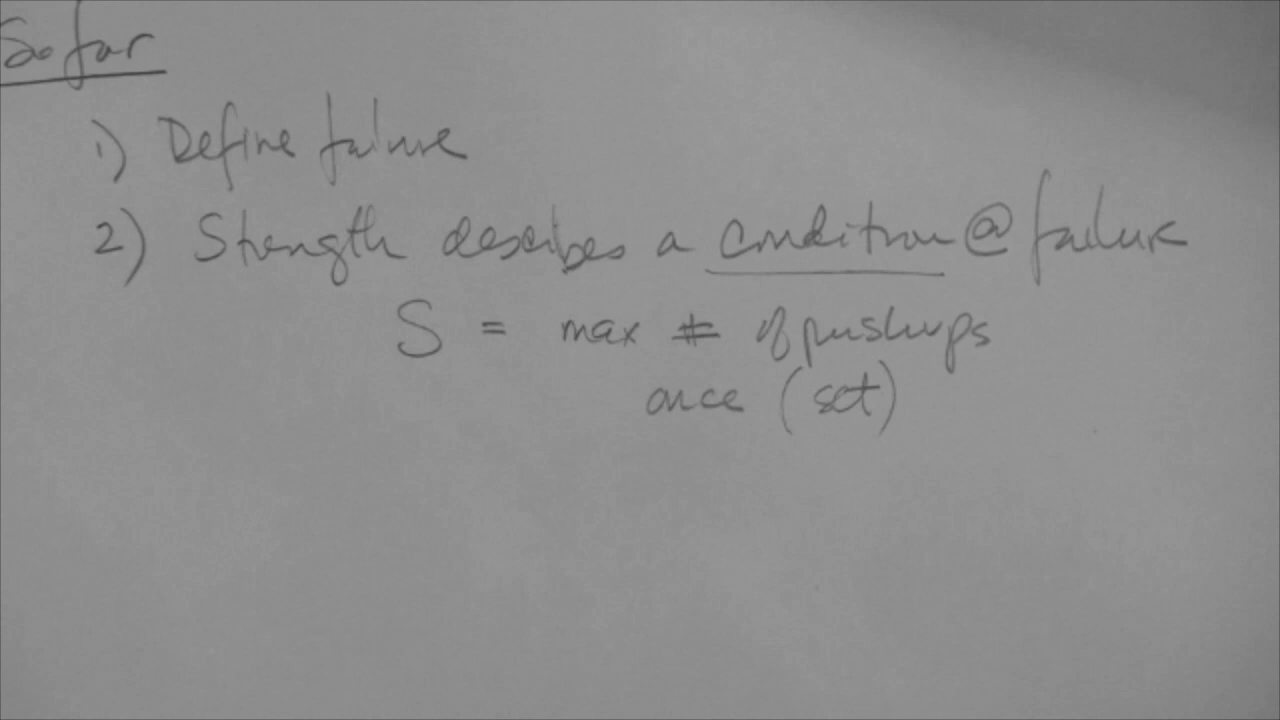 So far
1) Define failure
2) Strength describes a condition @ failure
S = max # of pushups
once (set)